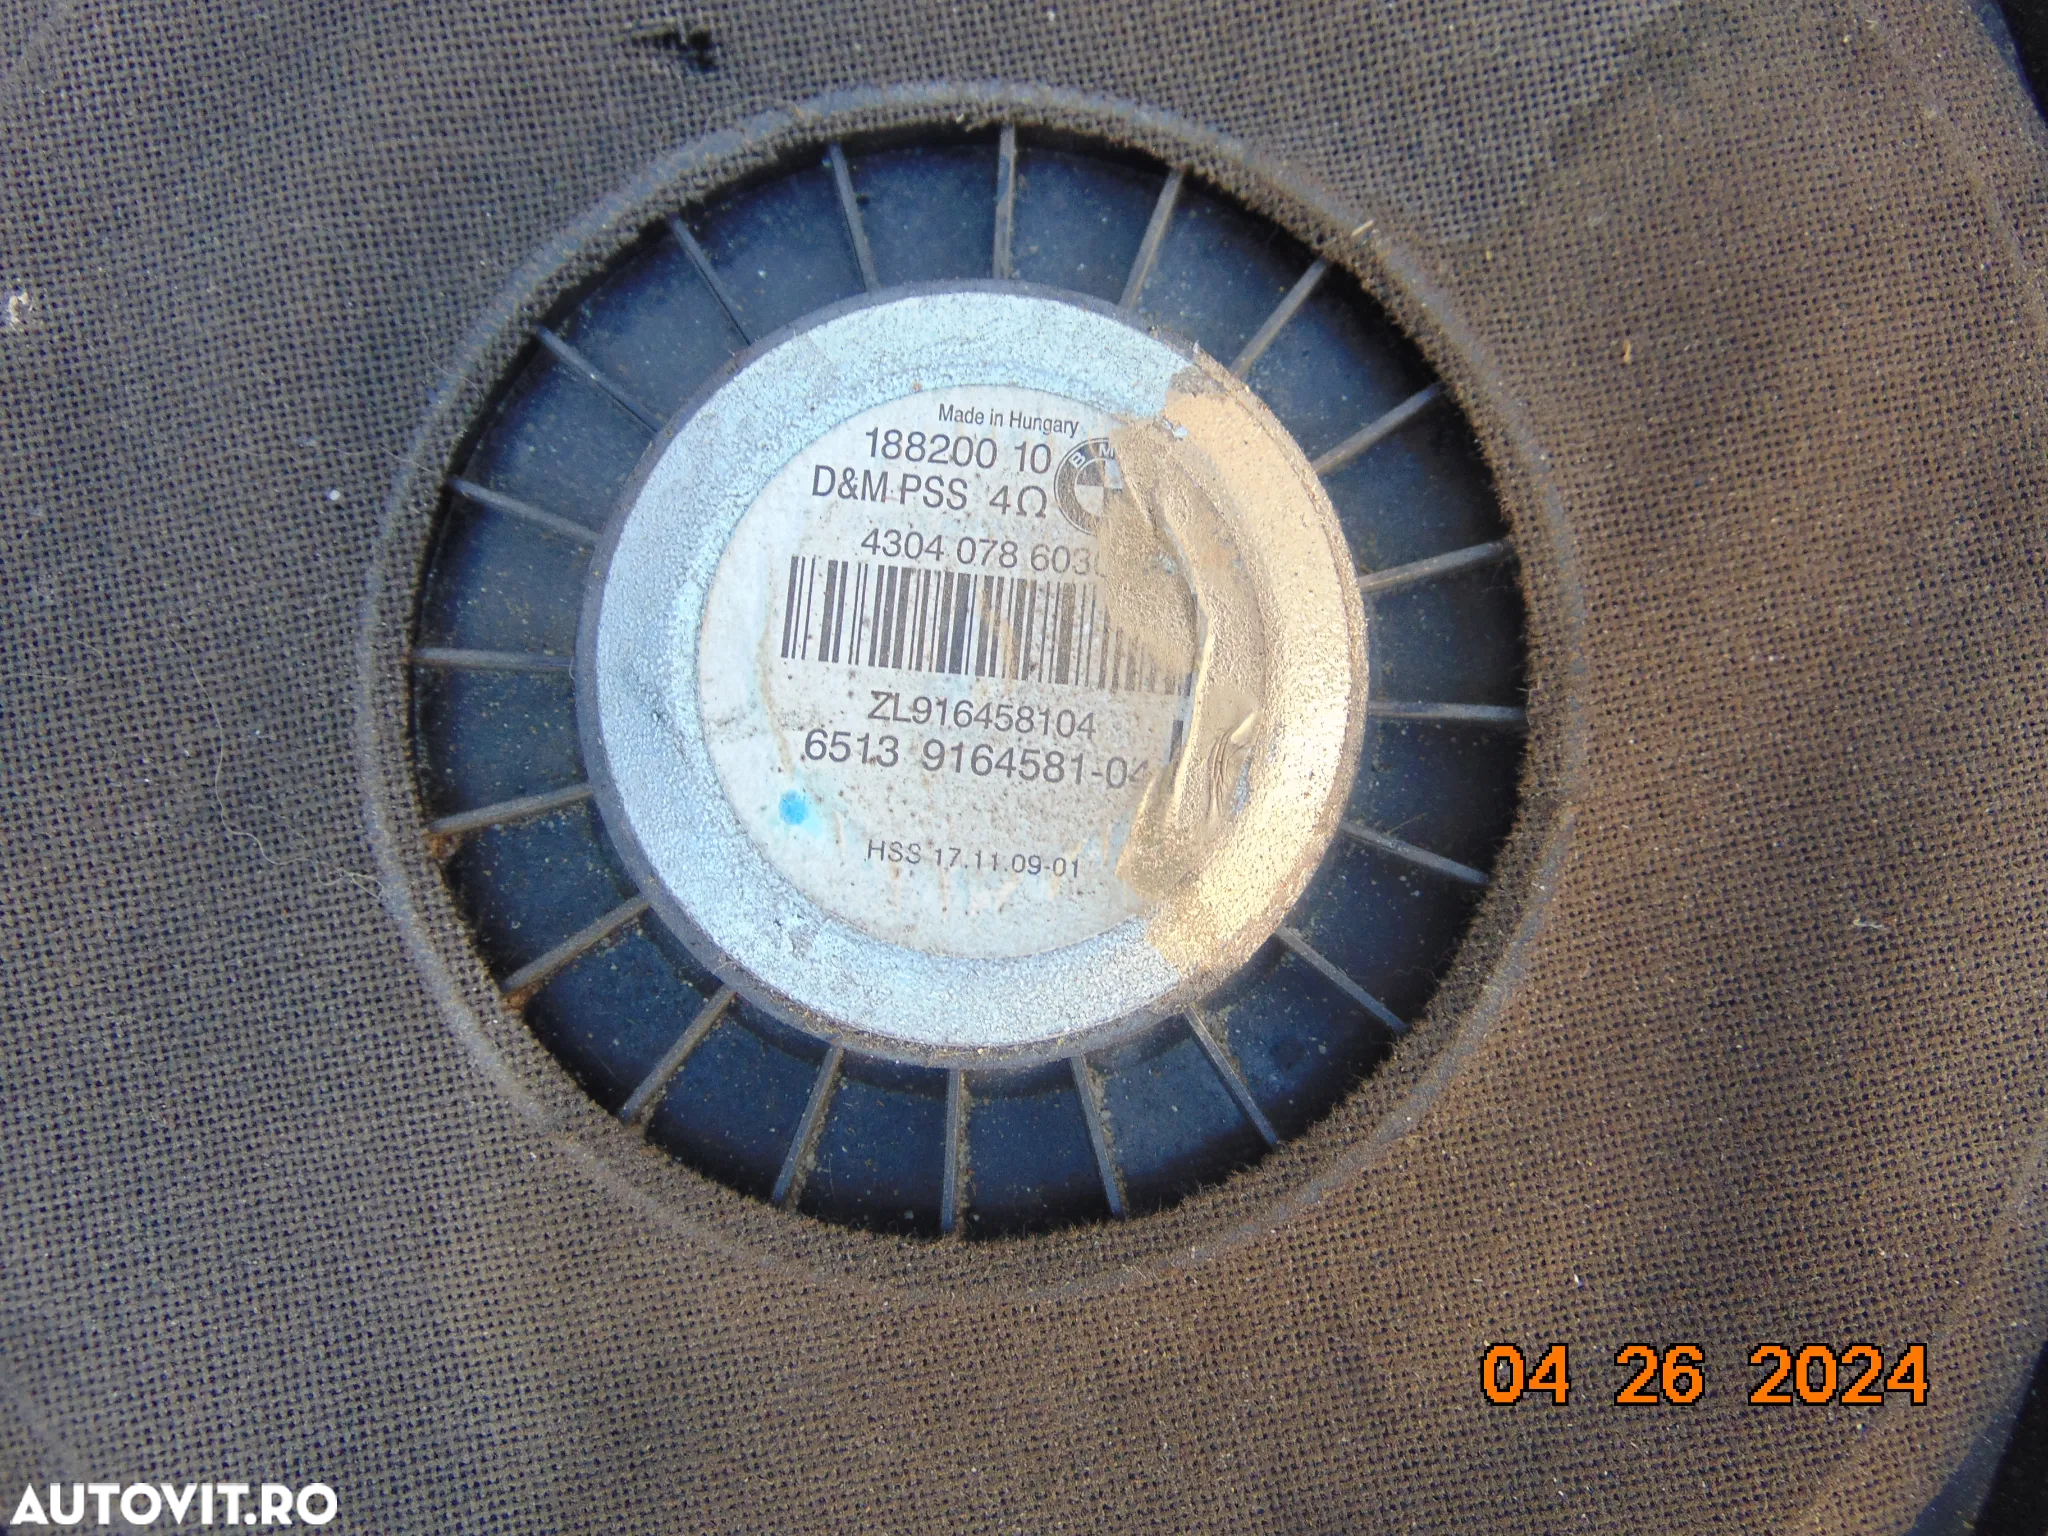 Made in Hungary
188200 10
D&M PSS 4Ω
BM
4304 078 603
ZL916458104
6513 9164581-04
HSS 17.11.09-01
04 26 2024
AUTOVIT.RO